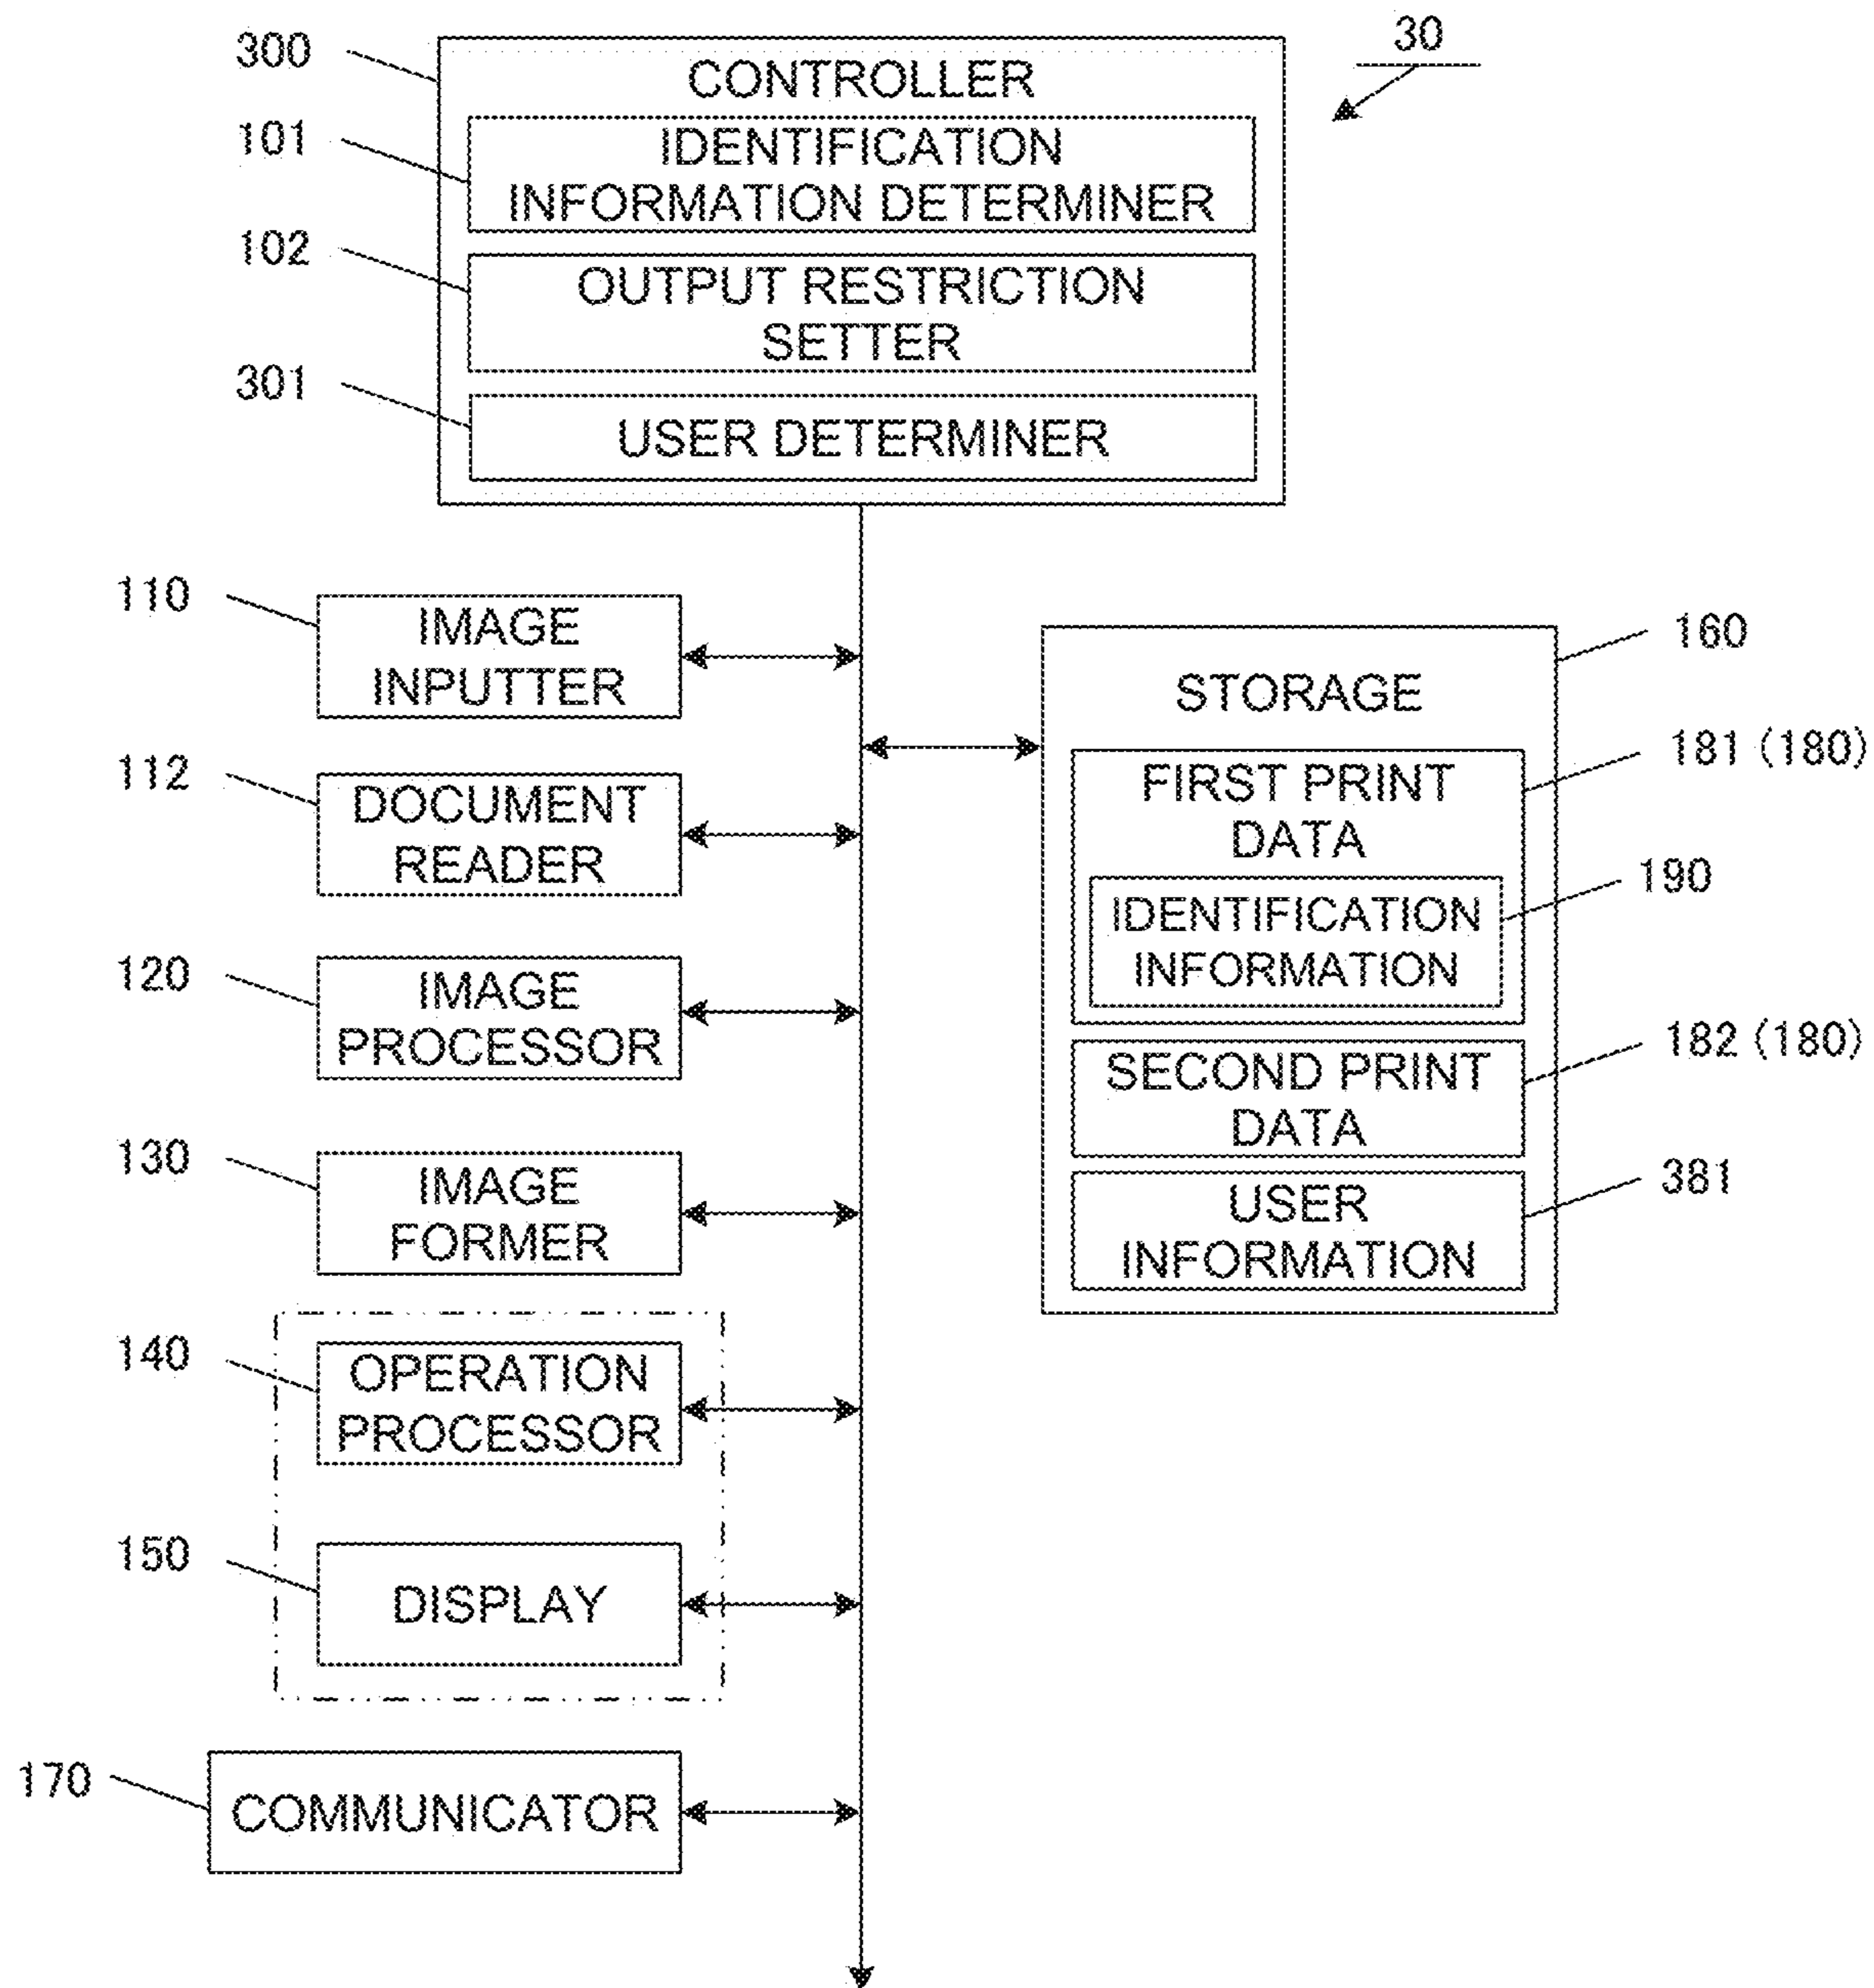 30
300
CONTROLLER
101
IDENTIFICATION
INFORMATION DETERMINER
102
OUTPUT RESTRICTION
SETTER
301
USER DETERMINER
110
IMAGE
INPUTTER
112
DOCUMENT
READER
120
IMAGE
PROCESSOR
130
IMAGE
FORMER
140
OPERATION
PROCESSOR
150
DISPLAY
170
COMMUNICATOR
160
STORAGE
181 (180)
FIRST PRINT
DATA
190
IDENTIFICATION
INFORMATION
182 (180)
SECOND PRINT
DATA
381
USER
INFORMATION